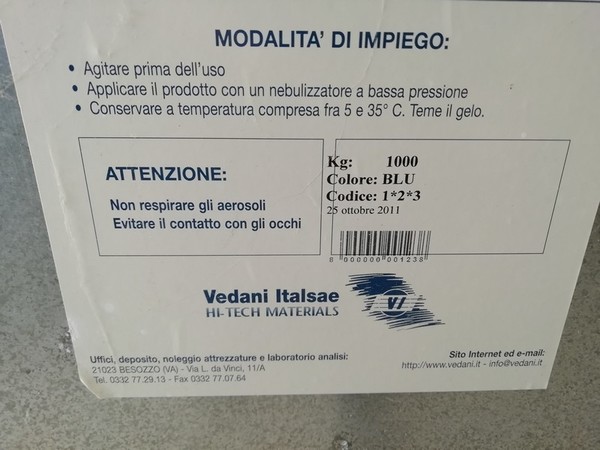 MODALITA' DI IMPIEGO:
• Agitare prima dell'uso
• Applicare il prodotto con un nebulizzatore a bassa pressione
• Conservare a temperatura compresa fra 5 e 35° C. Teme il gelo.
ATTENZIONE:
Non respirare gli aerosoli
Evitare il contatto con gli occhi
Kg: 1000
Colore: BLU
Codice: 1*2*3
25 ottobre 2011
8 000000 001238
Vedani Italsae
HI-TECH MATERIALS
VI
Uffici, deposito, noleggio attrezzature e laboratorio analisi:
21023 BESOZZO (VA) - Via L. da Vinci, 11/A
Tel. 0332 77.29.13 - Fax 0332 77.07.64
Sito Internet ed e-mail:
http://www.vedani.it - info@vedani.it